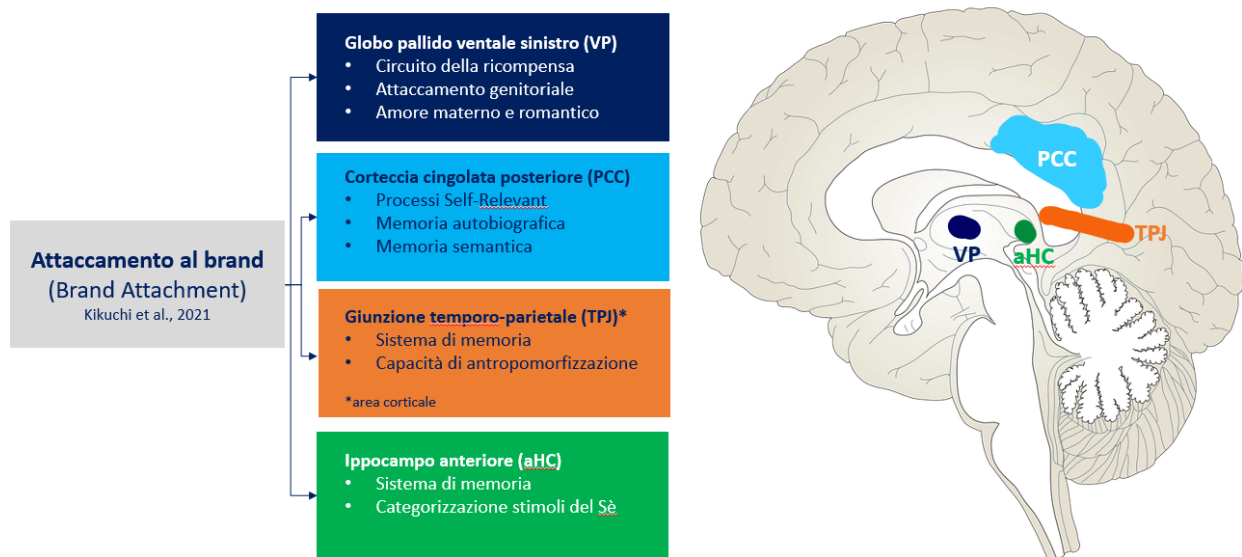 Attaccamento al brand
(Brand Attachment)
Kikuchi et al., 2021
Globo pallido ventale sinistro (VP)
• Circuito della ricompensa
• Attaccamento genitoriale
• Amore materno e romantico
Corteccia cingolata posteriore (PCC)
• Processi Self-Relevant
• Memoria autobiografica
• Memoria semantica
Giunzione temporo-parietale (TPJ)*
• Sistema di memoria
• Capacità di antropomorfizzazione
*area corticale
Ippocampo anteriore (aHC)
• Sistema di memoria
• Categorizzazione stimoli del Sè
PCC
VP
aHC
TPJ